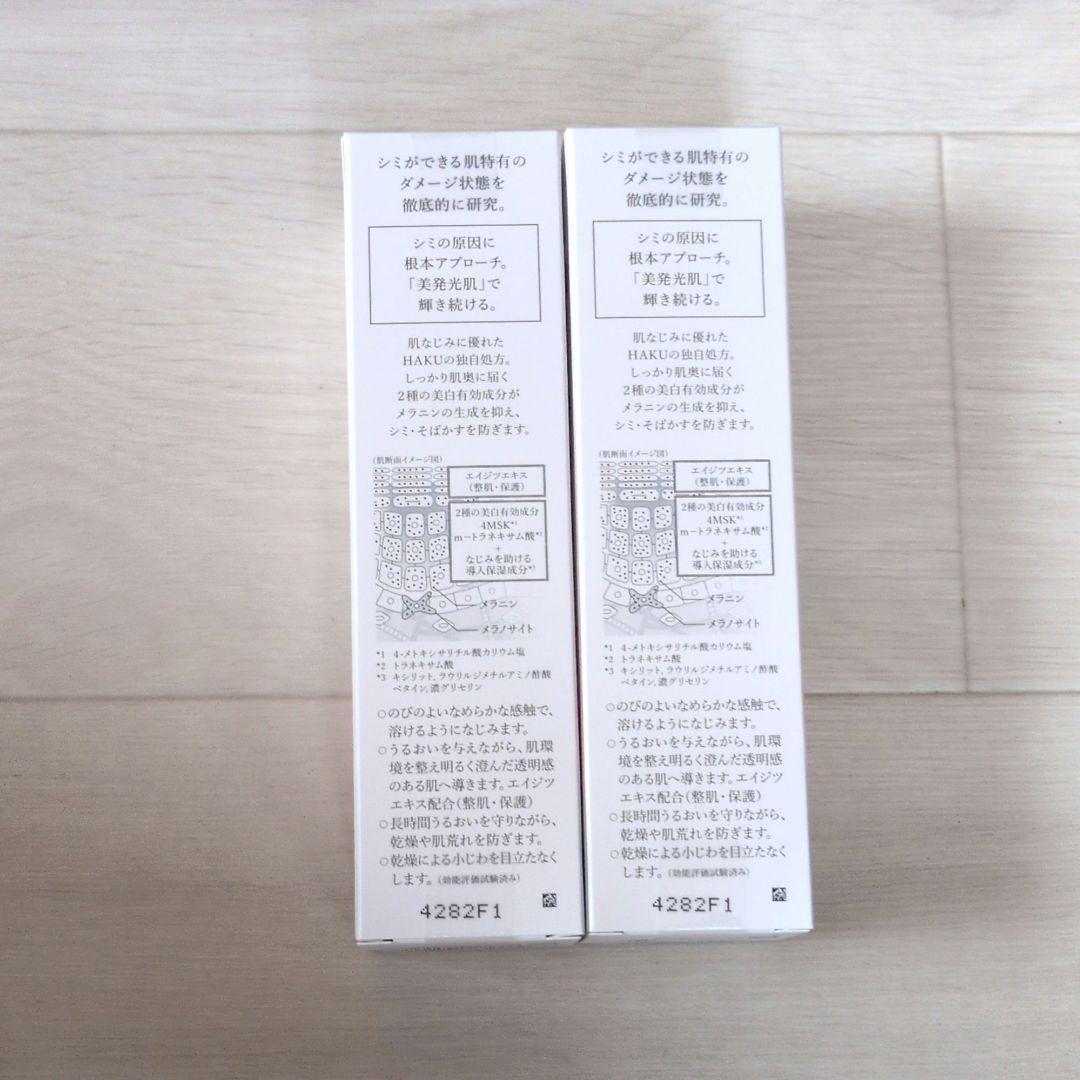 シミができる肌特有の
ダメージ状態を
徹底的に研究。
シミの原因に
根本アプローチ。
「美発光肌」で
輝き続ける。
肌なじみに優れた
HAKUの独自処方。
しっかり肌奥に届く
2種の美白有効成分が
メラニンの生成を抑え、
シミ・そばかすを防ぎます。
(肌断面イメージ図)
エイジツエキス
(整肌・保護)
2種の美白有効成分
4MSK*1
m-トラネキサム酸*2
+
なじみを助ける
導入保湿成分*3
メラニン
メラノサイト
*1 4-メトキシサリチル酸カリウム塩
*2 トラネキサム酸
*3 キシリット, ラウリルジメチルアミノ酢酸
ベタイン, 濃グリセリン
○のびのよいなめらかな感触で、
溶けるようになじみます。
○うるおいを与えながら、肌環
境を整え明るく澄んだ透明感
のある肌へ導きます。エイジツ
エキス配合(整肌・保護)
○長時間うるおいを守りながら、
乾燥や肌荒れを防ぎます。
○乾燥による小じわを目立たなく
します。(効能評価試験済み)
4282F1
シミができる肌特有の
ダメージ状態を
徹底的に研究。
シミの原因に
根本アプローチ。
「美発光肌」で
輝き続ける。
肌なじみに優れた
HAKUの独自処方。
しっかり肌奥に届く
2種の美白有効成分が
メラニンの生成を抑え、
シミ・そばかすを防ぎます。
(肌断面イメージ図)
エイジツエキス
(整肌・保護)
2種の美白有効成分
4MSK*1
m-トラネキサム酸*2
+
なじみを助ける
導入保湿成分*3
メラニン
メラノサイト
*1 4-メトキシサリチル酸カリウム塩
*2 トラネキサム酸
*3 キシリット, ラウリルジメチルアミノ酢酸
ベタイン, 濃グリセリン
○のびのよいなめらかな感触で、
溶けるようになじみます。
○うるおいを与えながら、肌環
境を整え明るく澄んだ透明感
のある肌へ導きます。エイジツ
エキス配合(整肌・保護)
○長時間うるおいを守りながら、
乾燥や肌荒れを防ぎます。
○乾燥による小じわを目立たなく
します。(効能評価試験済み)
4282F1